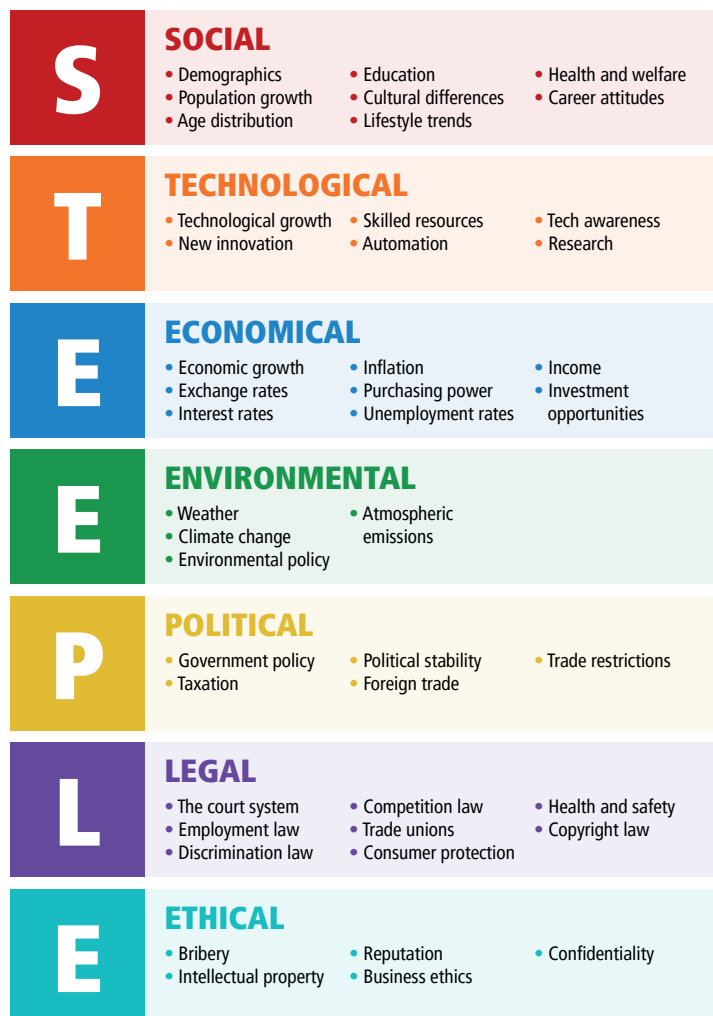 S
SOCIAL
• Demographics
• Population growth
• Age distribution
• Education
• Cultural differences
• Lifestyle trends
• Health and welfare
• Career attitudes
T
TECHNOLOGICAL
• Technological growth
• New innovation
• Skilled resources
• Automation
• Tech awareness
• Research
E
ECONOMICAL
• Economic growth
• Exchange rates
• Interest rates
• Inflation
• Purchasing power
• Unemployment rates
• Income
• Investment
opportunities
E
ENVIRONMENTAL
• Weather
• Climate change
• Environmental policy
• Atmospheric
emissions
P
POLITICAL
• Government policy
• Taxation
• Political stability
• Foreign trade
• Trade restrictions
L
LEGAL
• The court system
• Employment law
• Discrimination law
• Competition law
• Trade unions
• Consumer protection
• Health and safety
• Copyright law
E
ETHICAL
• Bribery
• Intellectual property
• Reputation
• Business ethics
• Confidentiality